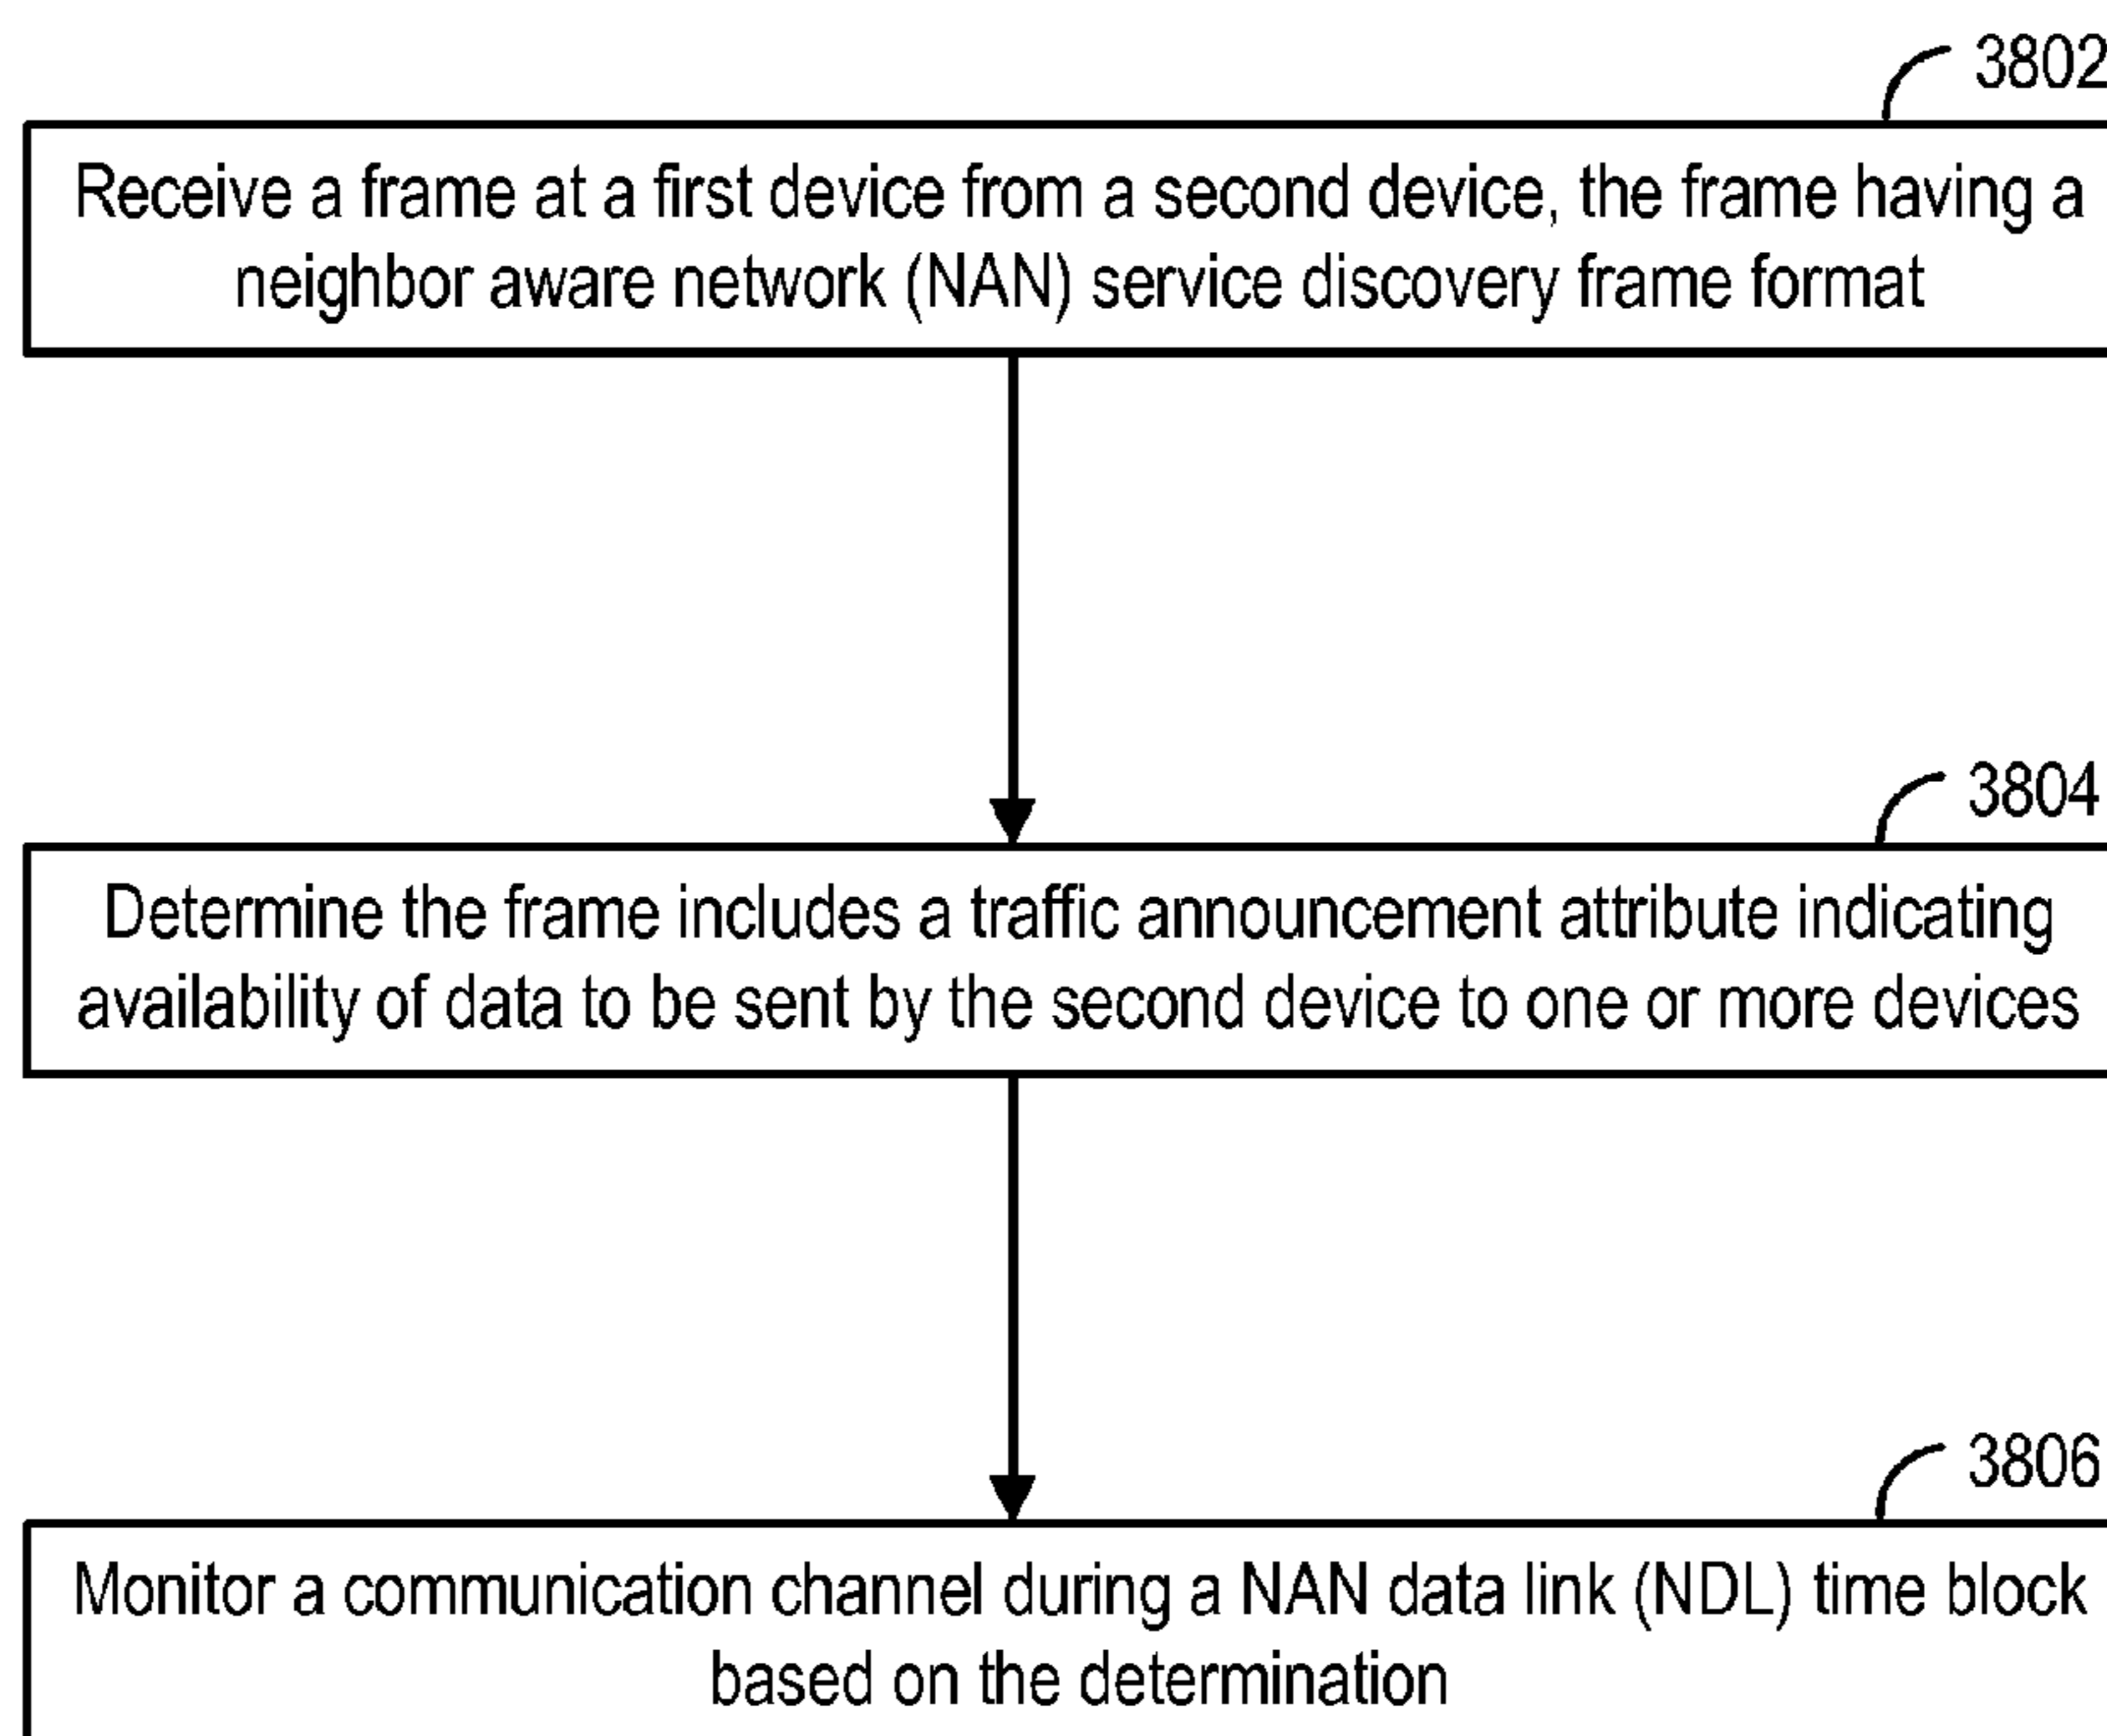 3802
Receive a frame at a first device from a second device, the frame having a
neighbor aware network (NAN) service discovery frame format
3804
Determine the frame includes a traffic announcement attribute indicating
availability of data to be sent by the second device to one or more devices
3806
Monitor a communication channel during a NAN data link (NDL) time block
based on the determination